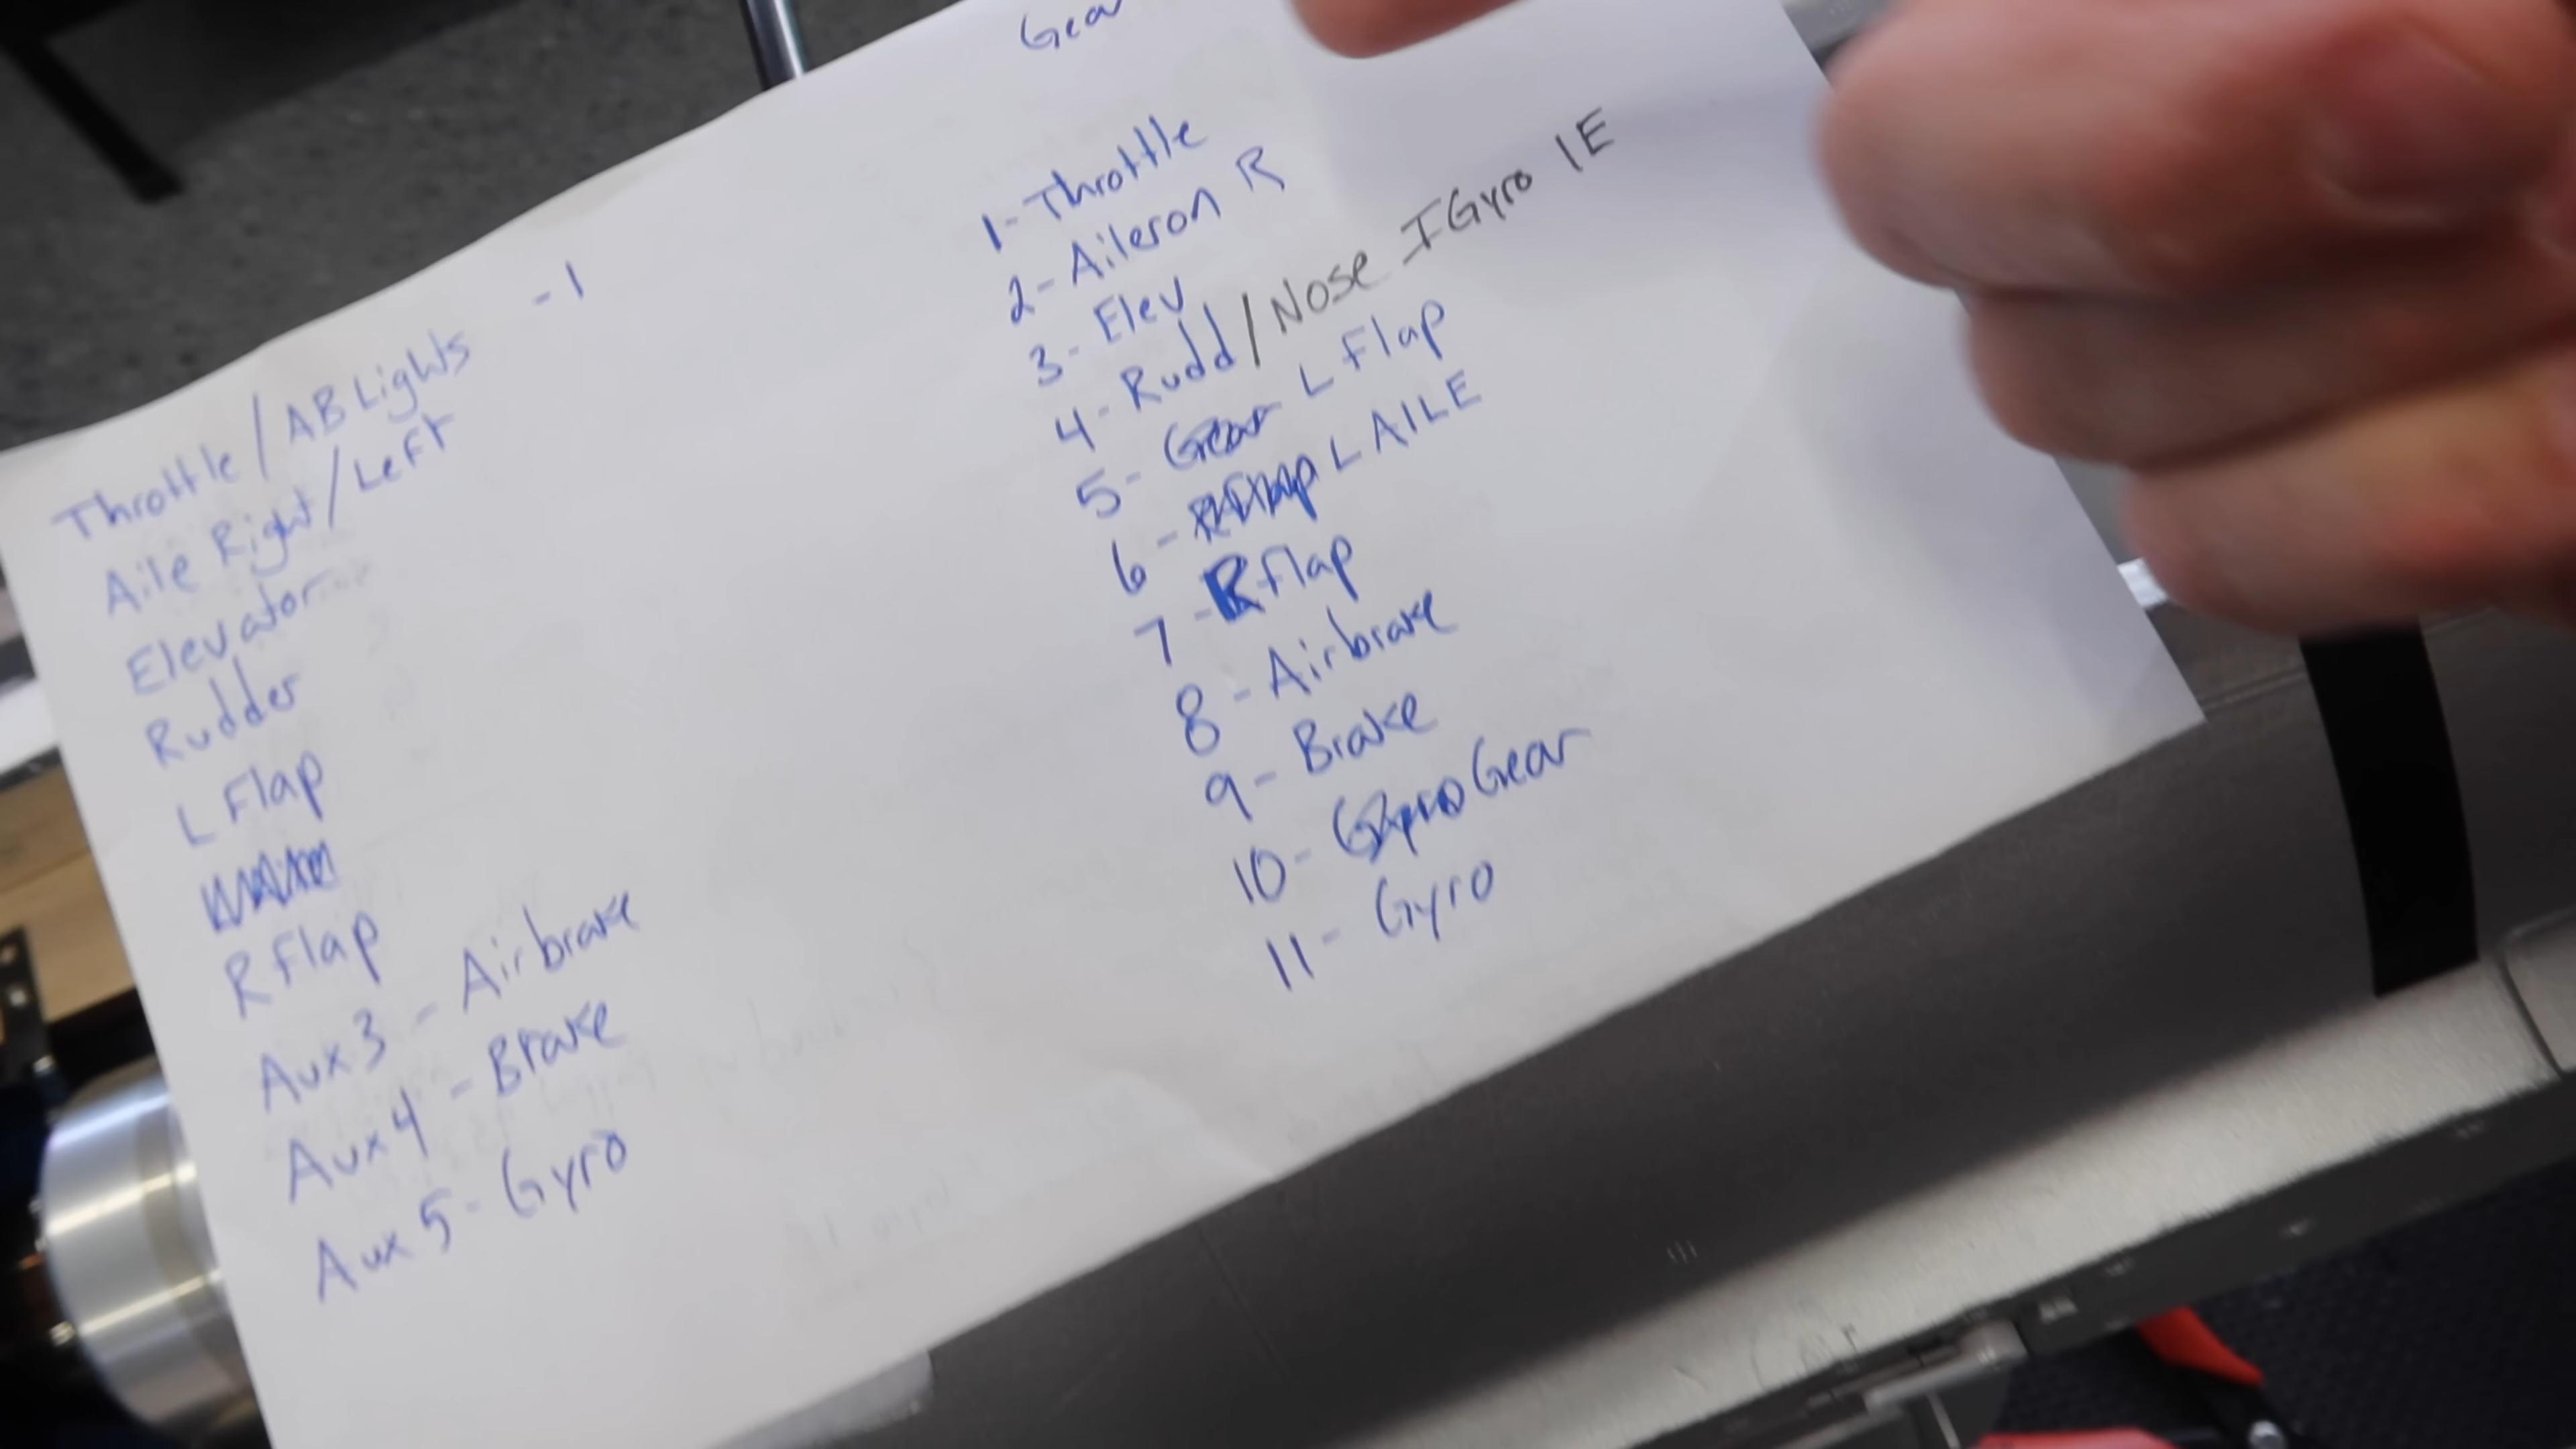 Gear
Throttle / AB Lights - 1
Aile Right / Left
Elevator
Rudder
L Flap
R flap
Aux 3 - Airbrake
Aux 4 - Brake
Aux 5 - Gyro
1 - Throttle
2 - Aileron R
3 - Elev
4 - Rudd / Nose I Gyro 1E
5 - Gear L Flap
6 - R Flap L AILE
7 - R flap
8 - Airbrake
9 - Brake
10 - Gyro Gear
11 - Gyro